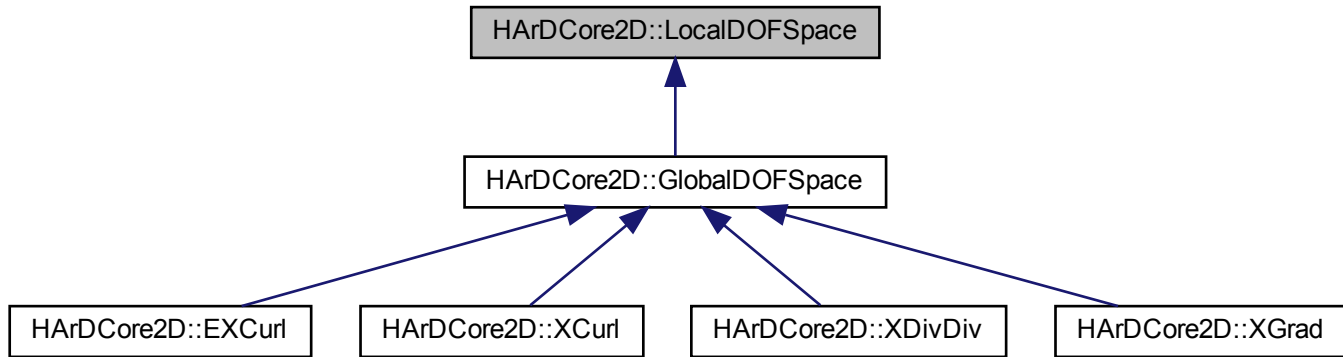 HArDCore2D::LocalDOFSpace
HArDCore2D::GlobalDOFSpace
HArDCore2D::EXCurl
HArDCore2D::XCurl
HArDCore2D::XDivDiv
HArDCore2D::XGrad